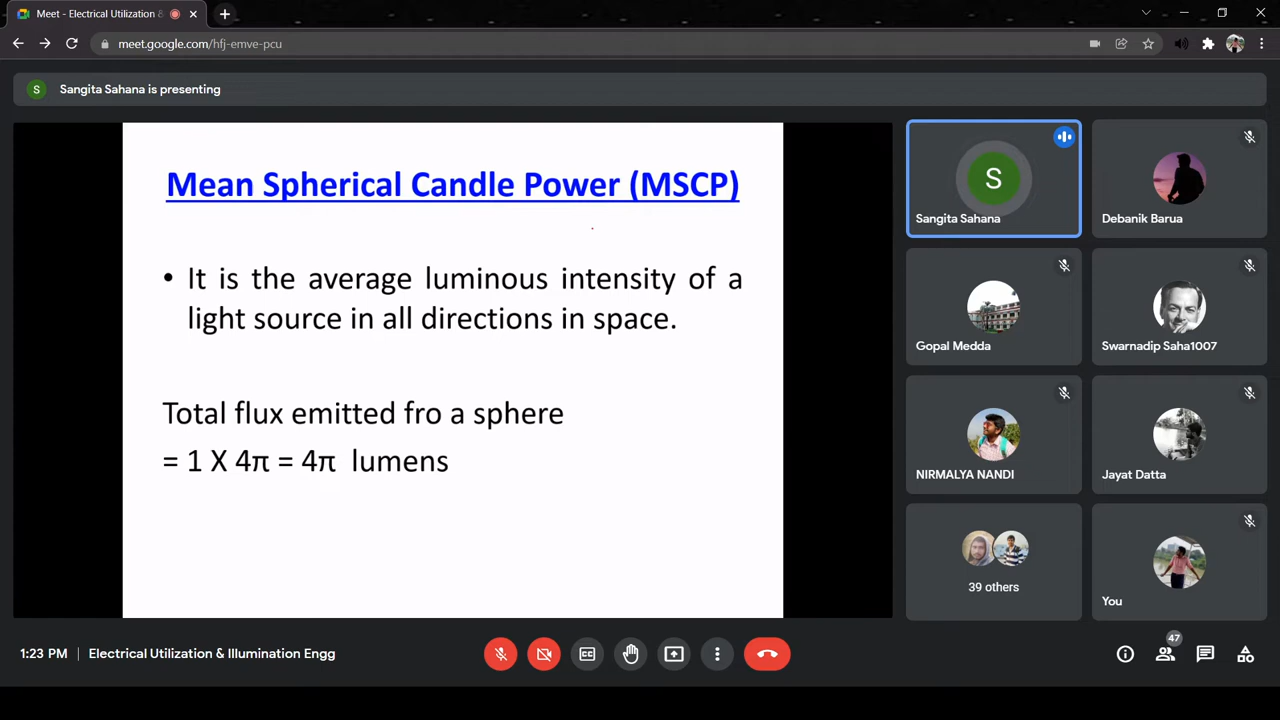 Meet - Electrical Utilization &
meet.google.com/hfj-emve-pcu
S Sangita Sahana is presenting
Mean Spherical Candle Power (MSCP)
• It is the average luminous intensity of a
light source in all directions in space.
Total flux emitted fro a sphere
= 1 X 4π = 4π lumens
S
Sangita Sahana
Debanik Barua
Gopal Medda
Swarnadip Saha1007
NIRMALYA NANDI
Jayat Datta
39 others
You
1:23 PM | Electrical Utilization & Illumination Engg
47